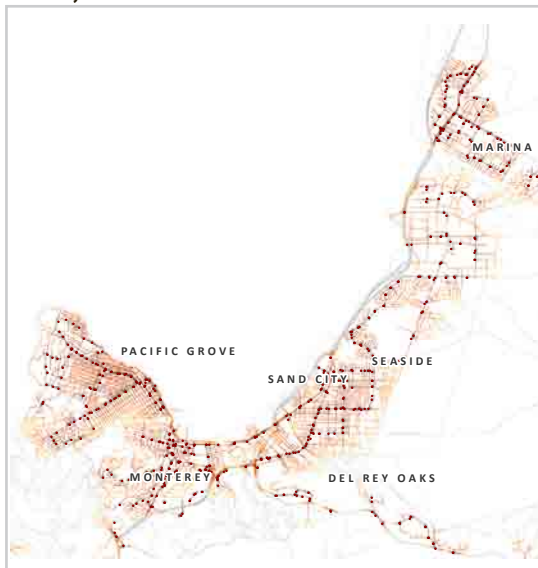 MARINA
PACIFIC GROVE
SEASIDE
SAND CITY
MONTEREY
DEL REY OAKS